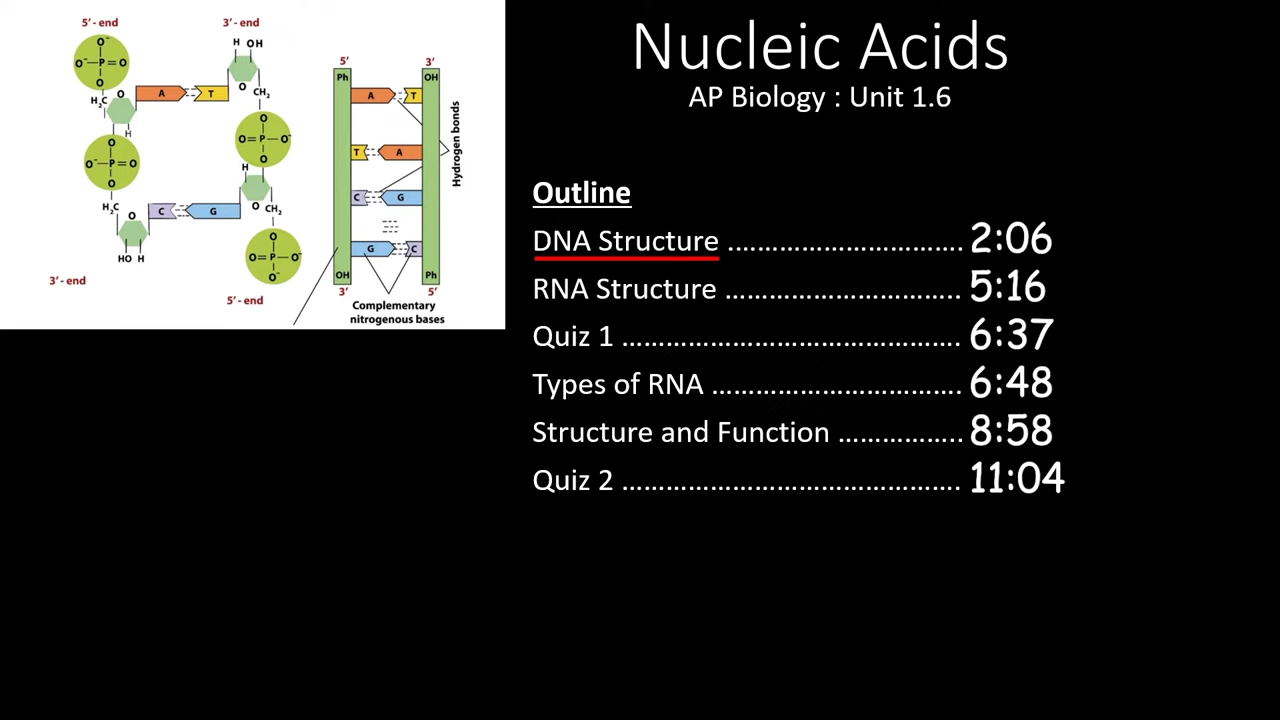 Nucleic Acids
AP Biology : Unit 1.6
Outline
DNA Structure ................................ 2:06
RNA Structure ................................ 5:16
Quiz 1 .............................................. 6:37
Types of RNA .................................. 6:48
Structure and Function ................. 8:58
Quiz 2 .............................................. 11:04
5′- end
3′- end
O⁻
O⁻ P O
O
H₂C
O
H
A
T
H OH
O
CH₂
O
O P O⁻
O
O
O⁻ P O
O
H₂C
O
HO H
C
G
H
O
CH₂
O
O P O⁻
O⁻
3′- end
5′- end
5′
3′
Ph
OH
A
T
T
A
C
G
G
C
OH
Ph
3′
5′
Hydrogen bonds
Complementary
nitrogenous bases